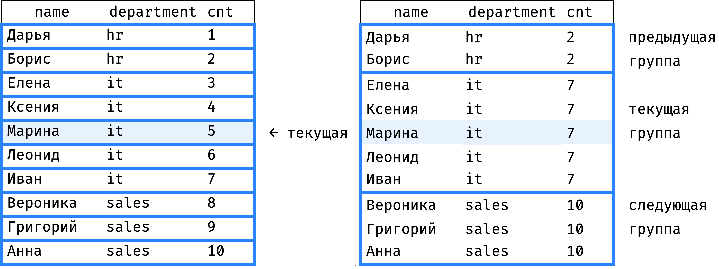 name department cnt
Дарья hr 1
Борис hr 2
Елена it 3
Ксения it 4
Марина it 5 ← текущая
Леонид it 6
Иван it 7
Вероника sales 8
Григорий sales 9
Анна sales 10
name department cnt
Дарья hr 2 предыдущая
Борис hr 2 группа
Елена it 7
Ксения it 7 текущая
Марина it 7 группа
Леонид it 7
Иван it 7
Вероника sales 10 следующая
Григорий sales 10 группа
Анна sales 10